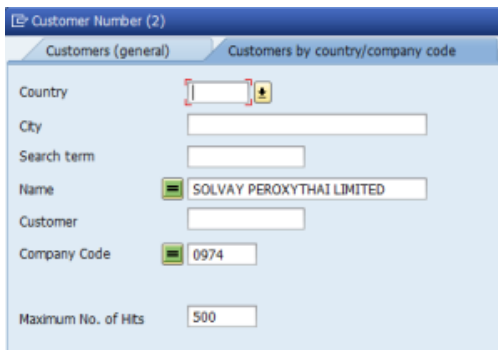 Customer Number (2)
Customers (general) Customers by country/company code
Country
City
Search term
Name SOLVAY PEROXYTHAI LIMITED
Customer
Company Code 0974
Maximum No. of Hits 500